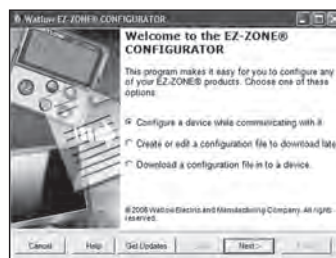 Watlow EZ-ZONE® CONFIGURATOR
Welcome to the EZ-ZONE®
CONFIGURATOR
This program makes it easy for you to configure any
of your EZ-ZONE® products. Choose one of these
options:
Configure a device while communicating with it.
Create or edit a configuration file to download late
Download a configuration file in to a device.
©2006 Watlow Electric and Manufacturing Company. All rights
reserved.
Cancel
Help
Get Updates
Next >